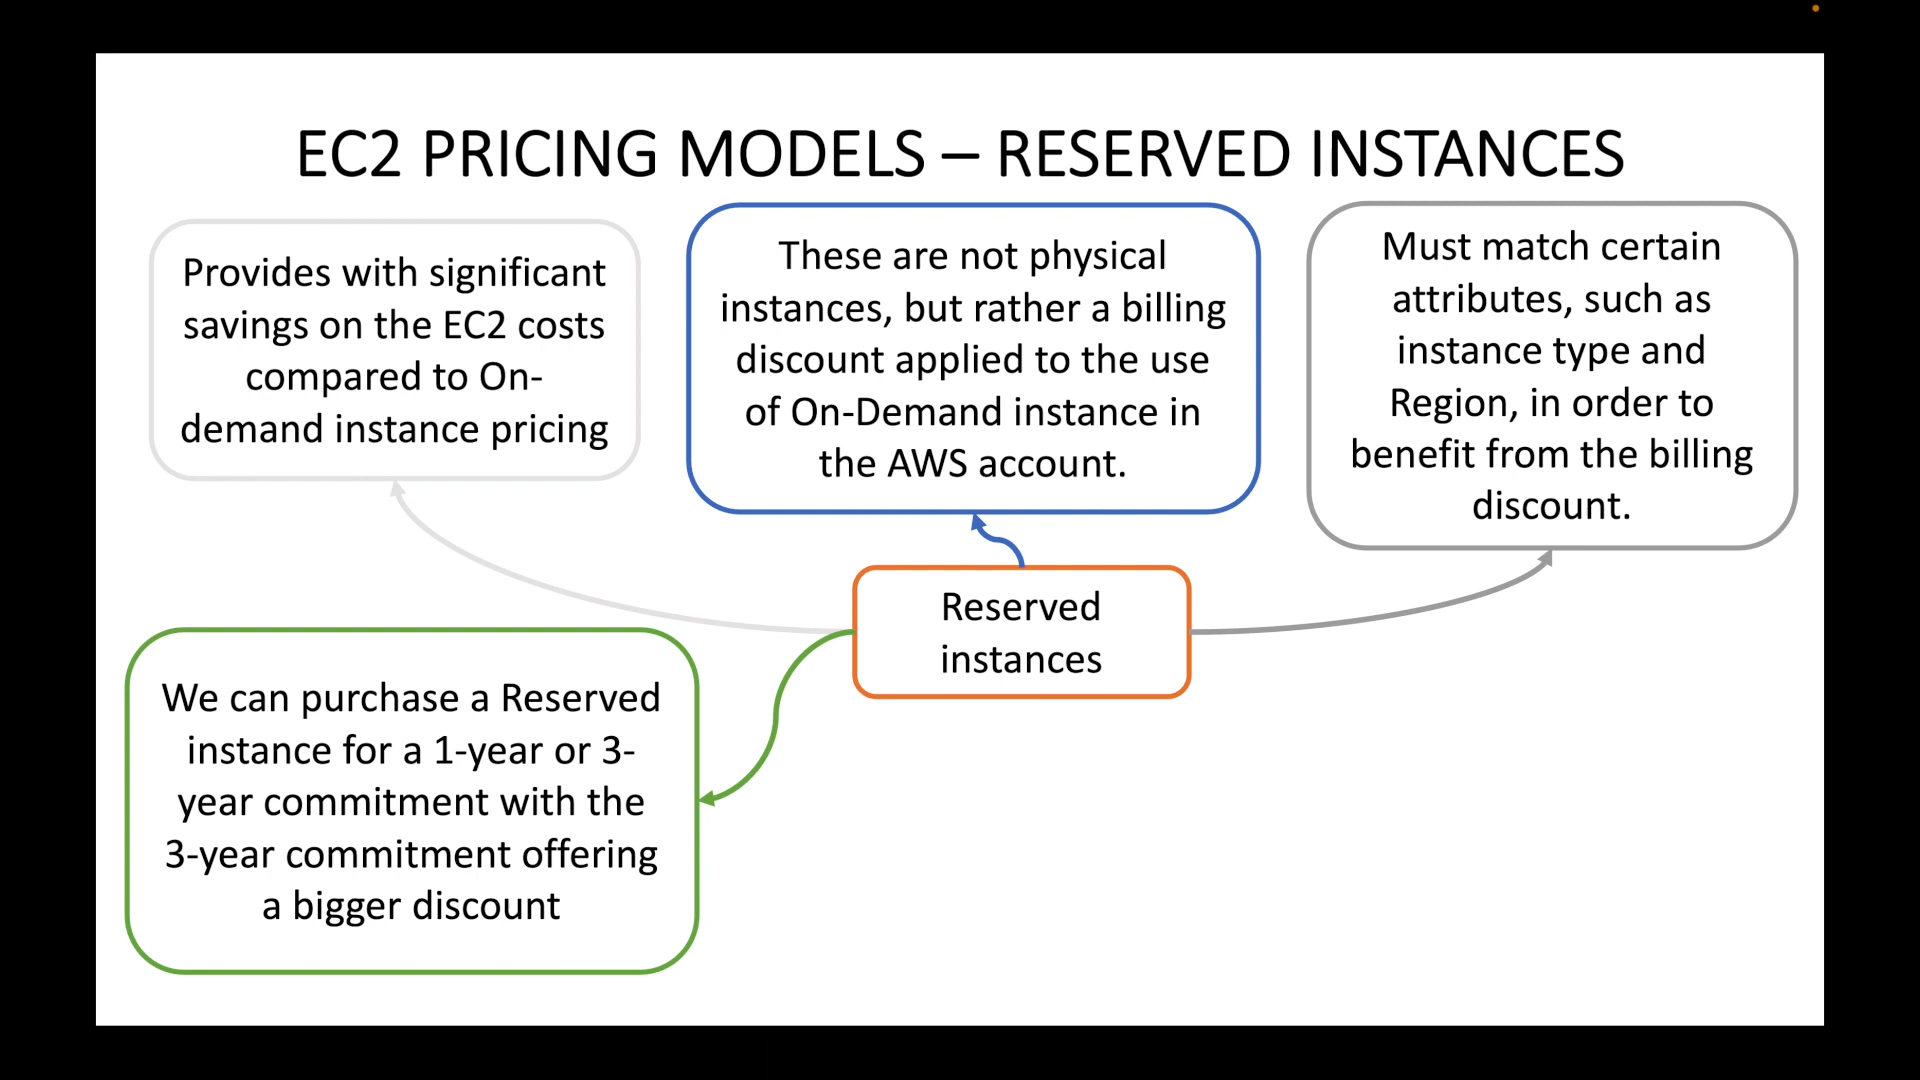 EC2 PRICING MODELS – RESERVED INSTANCES
Provides with significant
savings on the EC2 costs
compared to On-
demand instance pricing
These are not physical
instances, but rather a billing
discount applied to the use
of On-Demand instance in
the AWS account.
Must match certain
attributes, such as
instance type and
Region, in order to
benefit from the billing
discount.
Reserved
instances
We can purchase a Reserved
instance for a 1-year or 3-
year commitment with the
3-year commitment offering
a bigger discount